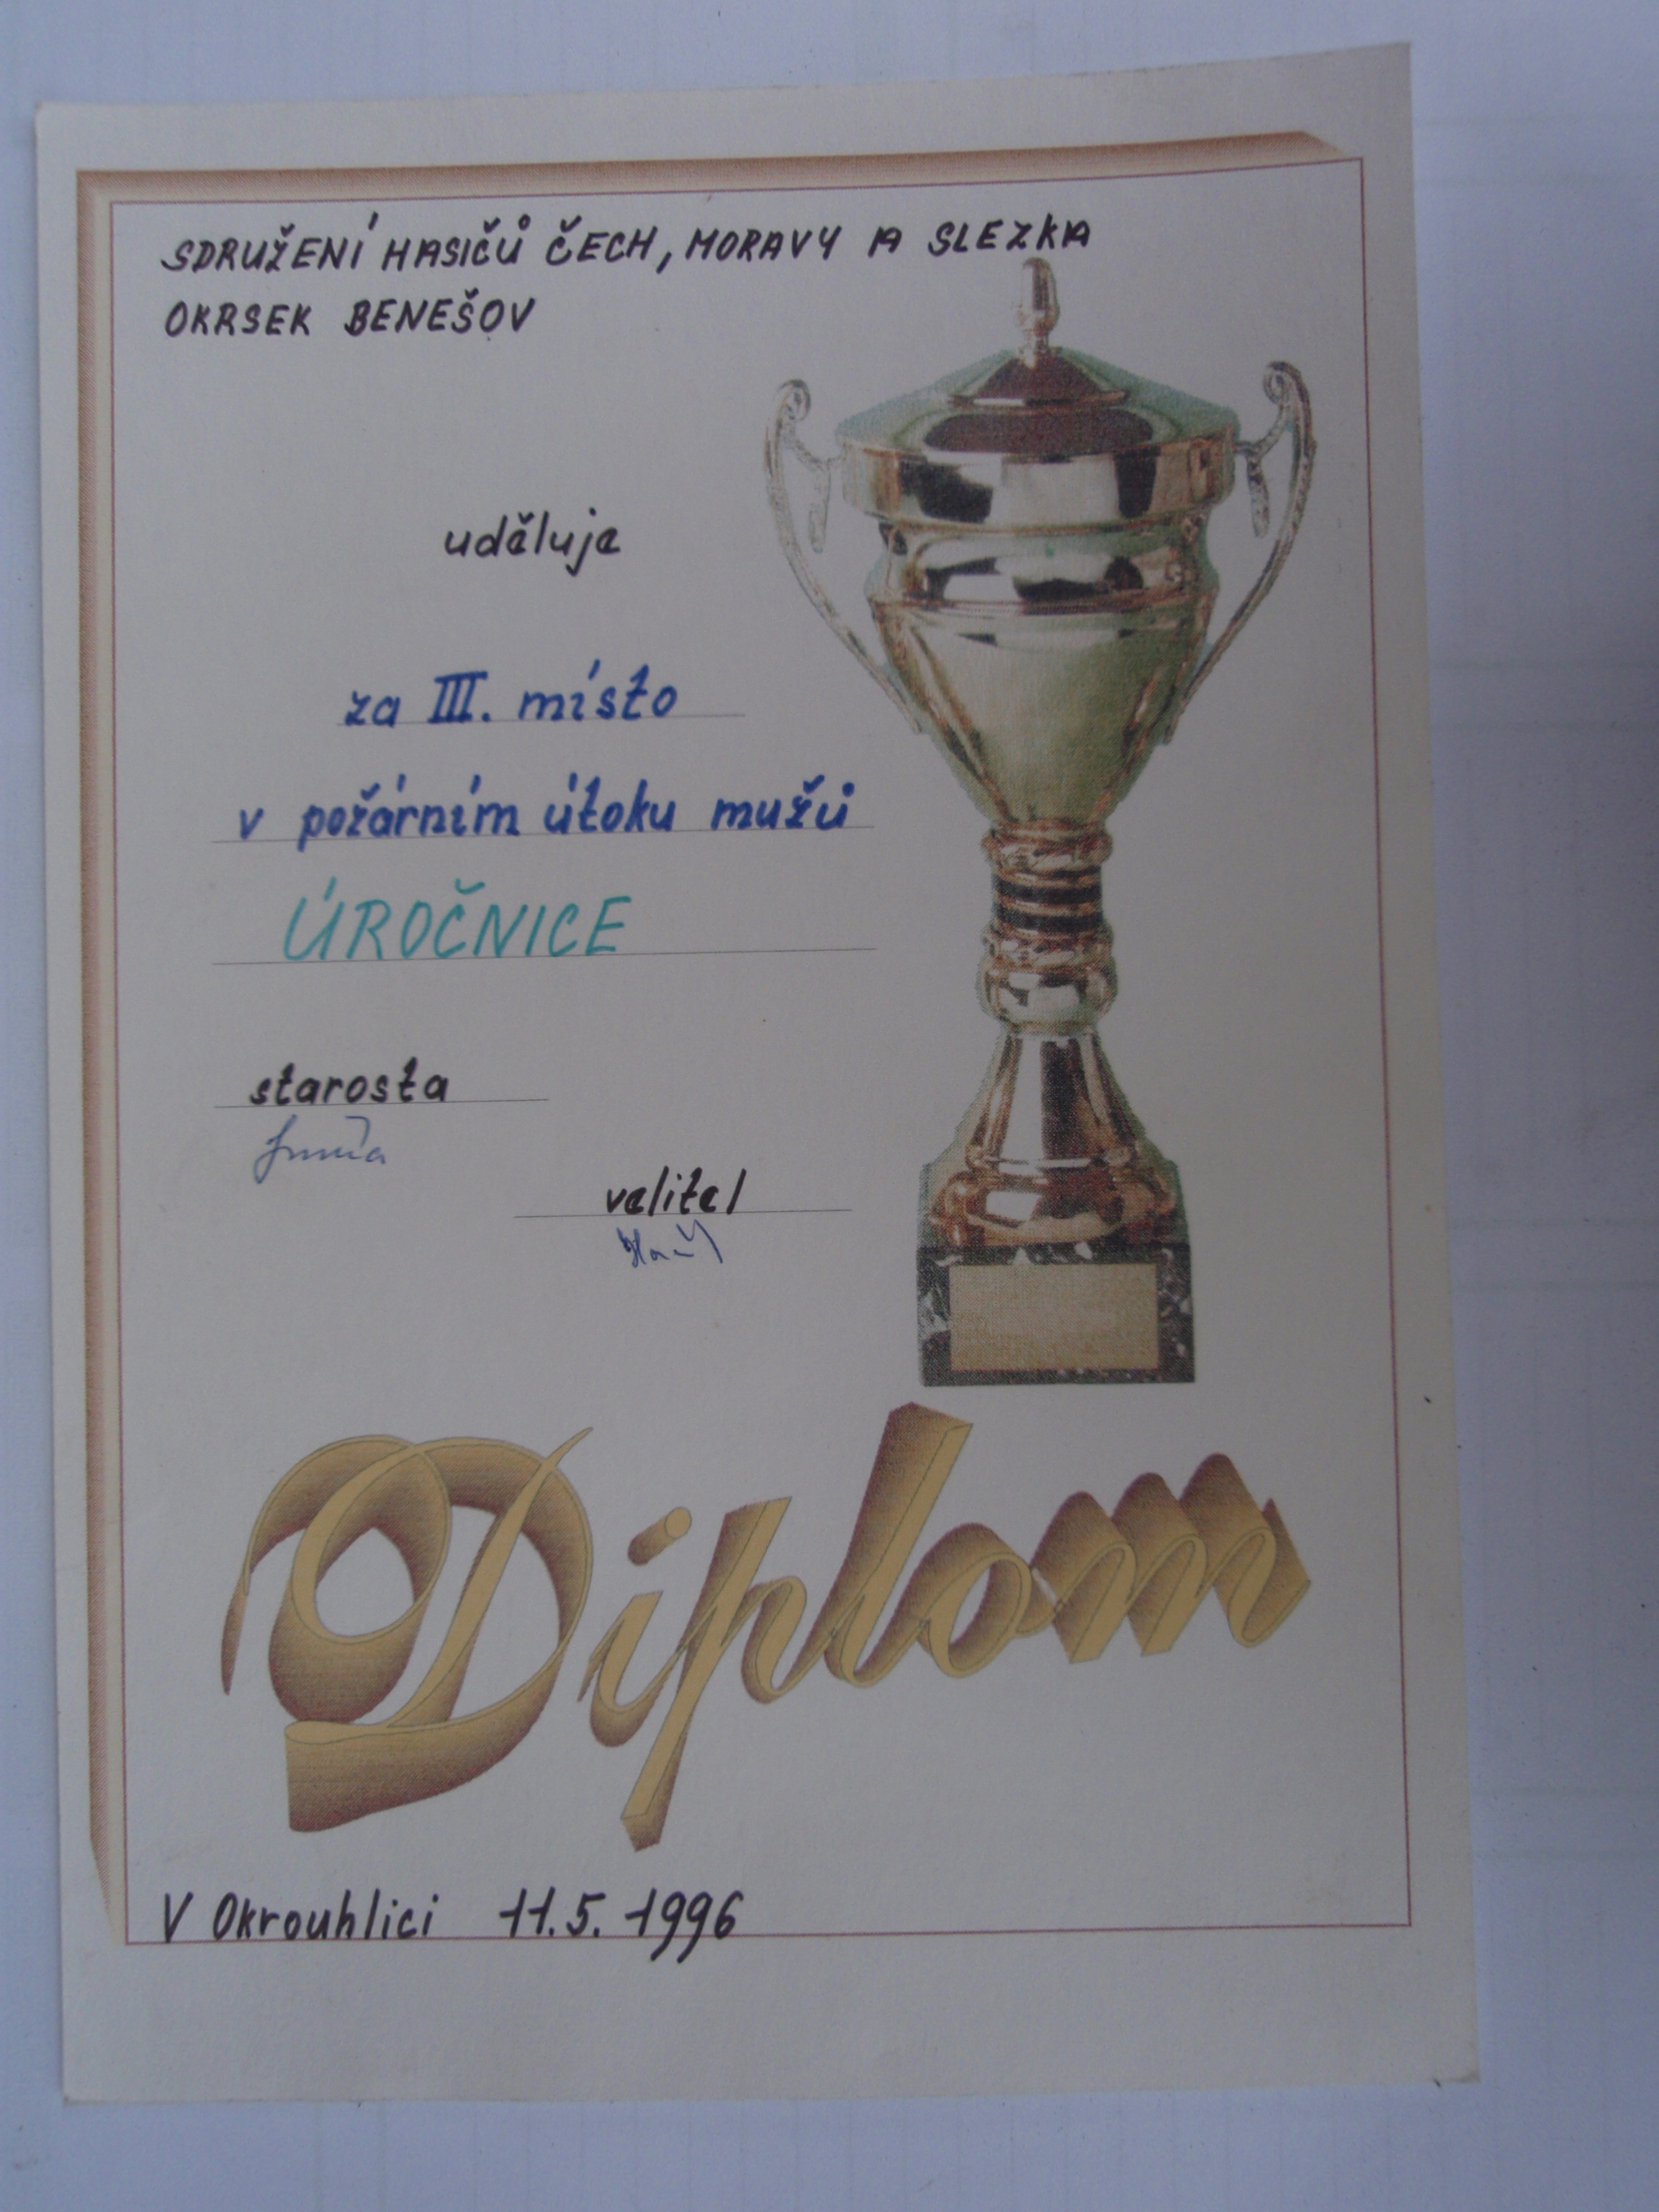 SDRUŽENÍ HASIČŮ ČECH, MORAVY A SLEZKA
OKRSEK BENEŠOV
uděluje
za III. místo
v požárním útoku mužů
ÚROČNICE
starosta
velitel
Diplom
V Okrouhlici 11.5.1996